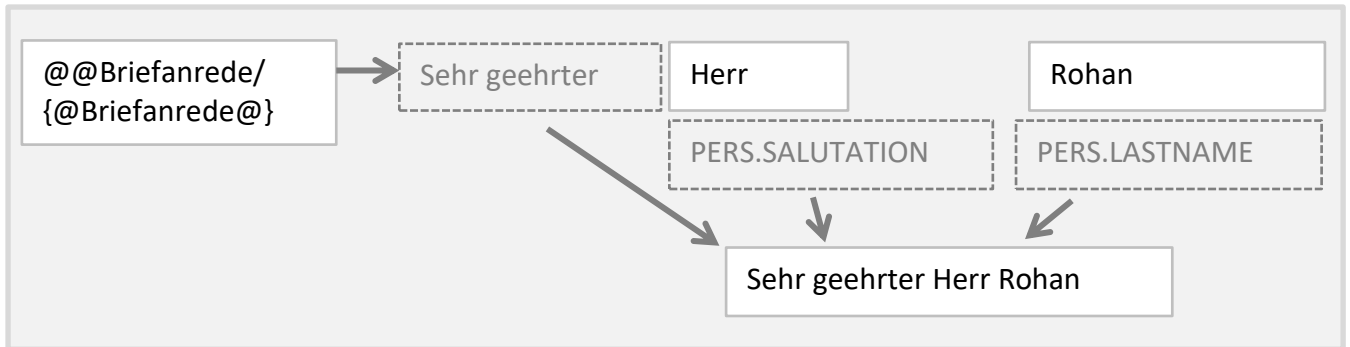 @@Briefanrede/
{@Briefanrede@}
Sehr geehrter
Herr
Rohan
PERS.SALUTATION
PERS.LASTNAME
Sehr geehrter Herr Rohan